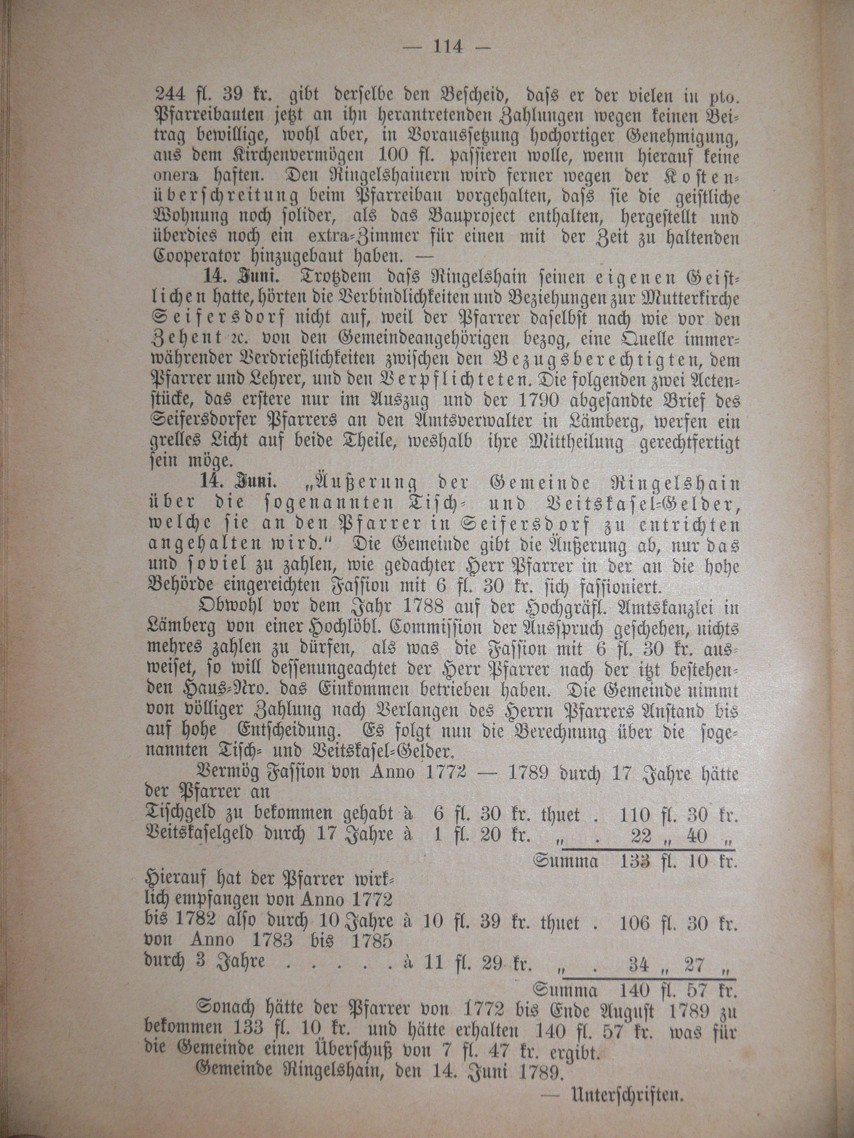 — 114 —
244 fl. 39 kr. gibt derselbe den Bescheid, dass er der vielen in pto.
Pfarreibauten jetzt an ihn herantretenden Zahlungen wegen keinen Bei-
trag bewillige, wohl aber, in Voraussetzung hochortiger Genehmigung,
aus dem Kirchenvermögen 100 fl. passieren wolle, wenn hierauf keine
onera haften. Den Ringelshainern wird ferner wegen der Kosten-
überschreitung beim Pfarreibau vorgehalten, dass sie die geistliche
Wohnung noch solider, als das Bauproject enthalten, hergestellt und
überdies noch ein extra-Zimmer für einen mit der Zeit zu haltenden
Cooperator hinzugebaut haben. —
14. Juni. Trotzdem dass Ringelshain seinen eigenen Geist-
lichen hatte, hörten die Verbindlichkeiten und Beziehungen zur Mutterkirche
Seifersdorf nicht auf, weil der Pfarrer daselbst nach wie vor den
Zehent ꝛc. von den Gemeindeangehörigen bezog, eine Quelle immer-
währender Verdrießlichkeiten zwischen den Bezugsberechtigten, dem
Pfarrer und Lehrer, und den Verpflichteten. Die folgenden zwei Acten-
stücke, das erstere nur im Auszug und der 1790 abgesandte Brief des
Seifersdorfer Pfarrers an den Amtsverwalter in Lämberg, werfen ein
grelles Licht auf beide Theile, weshalb ihre Mittheilung gerechtfertigt
sein möge.
14. Juni. „Äußerung der Gemeinde Ringelshain
über die sogenannten Tisch- und Veitskasel-Gelder,
welche sie an den Pfarrer in Seifersdorf zu entrichten
angehalten wird.“ Die Gemeinde gibt die Äußerung ab, nur das
und soviel zu zahlen, wie gedachter Herr Pfarrer in der an die hohe
Behörde eingereichten Fassion mit 6 fl. 30 kr. sich fassioniert.
Obwohl vor dem Jahr 1788 auf der Hochgräfl. Amtskanzlei in
Lämberg von einer Hochlöbl. Commission der Ausspruch geschehen, nichts
mehres zahlen zu dürfen, als was die Fassion mit 6 fl. 30 kr. aus-
weiset, so will dessenungeachtet der Herr Pfarrer nach der itzt bestehen-
den Haus-Nro. das Einkommen betrieben haben. Die Gemeinde nimmt
von völliger Zahlung nach Verlangen des Herrn Pfarrers Anstand bis
auf hohe Entscheidung. Es folgt nun die Berechnung über die soge-
nannten Tisch- und Veitskasel-Gelder.
Vermög Fassion von Anno 1772 — 1789 durch 17 Jahre hätte
der Pfarrer an
Tischgeld zu bekommen gehabt à 6 fl. 30 kr. thuet . 110 fl. 30 kr.
Veitskaselgeld durch 17 Jahre à 1 fl. 20 kr. „ . 22 „ 40 „
Summa 133 fl. 10 kr.
Hierauf hat der Pfarrer wirk-
lich empfangen von Anno 1772
bis 1782 also durch 10 Jahre à 10 fl. 39 kr. thuet . 106 fl. 30 kr.
von Anno 1783 bis 1785
durch 3 Jahre . . . . . à 11 fl. 29 kr. „ . 34 „ 27 „
Summa 140 fl. 57 kr.
Sonach hätte der Pfarrer von 1772 bis Ende August 1789 zu
bekommen 133 fl. 10 kr. und hätte erhalten 140 fl. 57 kr. was für
die Gemeinde einen Überschuß von 7 fl. 47 kr. ergibt.
Gemeinde Ringelshain, den 14. Juni 1789.
— Unterschriften.